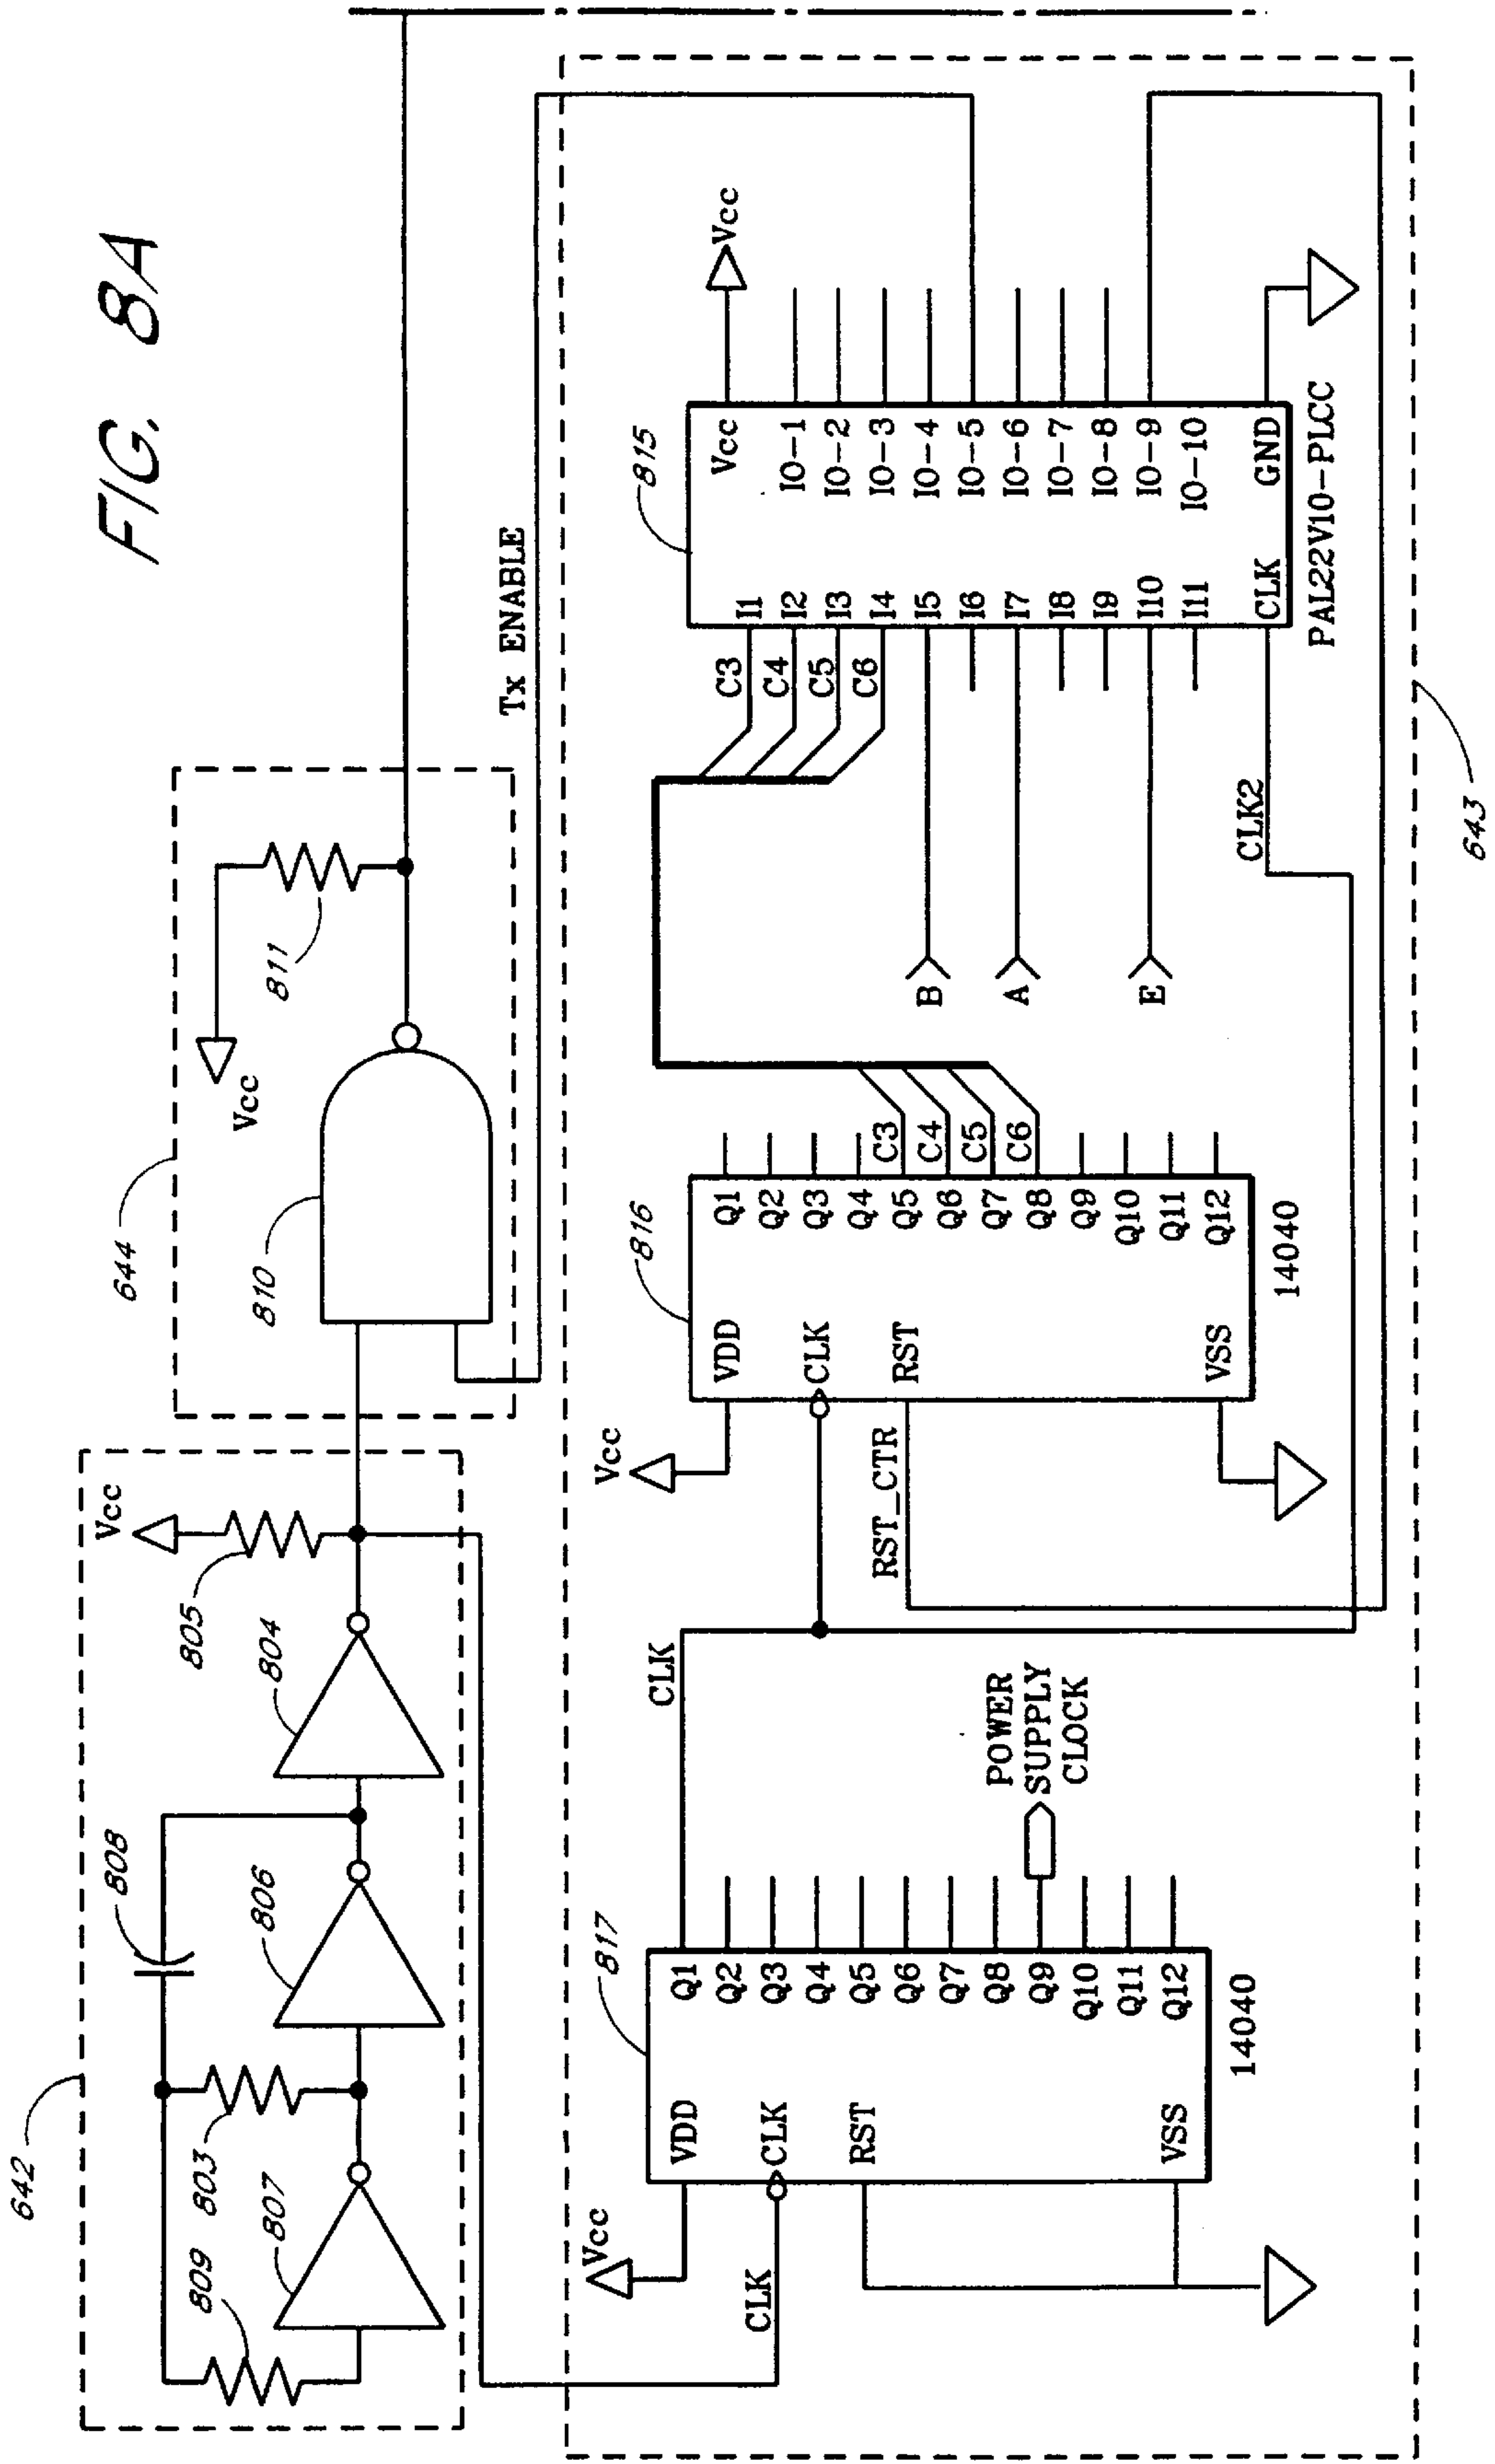 FIG. 8A
642
809
803
807
808
806
804
805
Vcc
644
810
811
Vcc
Tx ENABLE
643
817
Vcc
CLK
VDD
CLK
RST
VSS
Q1
Q2
Q3
Q4
Q5
Q6
Q7
Q8
Q9
Q10
Q11
Q12
14040
POWER
SUPPLY
CLOCK
CLK
816
Vcc
RST_CTR
VDD
CLK
RST
VSS
Q1
Q2
Q3
Q4
Q5
Q6
Q7
Q8
Q9
Q10
Q11
Q12
14040
C3
C4
C5
C6
B
A
E
CLK2
C3
C4
C5
C6
815
I1
I2
I3
I4
I5
I6
I7
I8
I9
I10
I11
CLK
Vcc
IO-1
IO-2
IO-3
IO-4
IO-5
IO-6
IO-7
IO-8
IO-9
IO-10
GND
PAL22V10-PLCC
Vcc